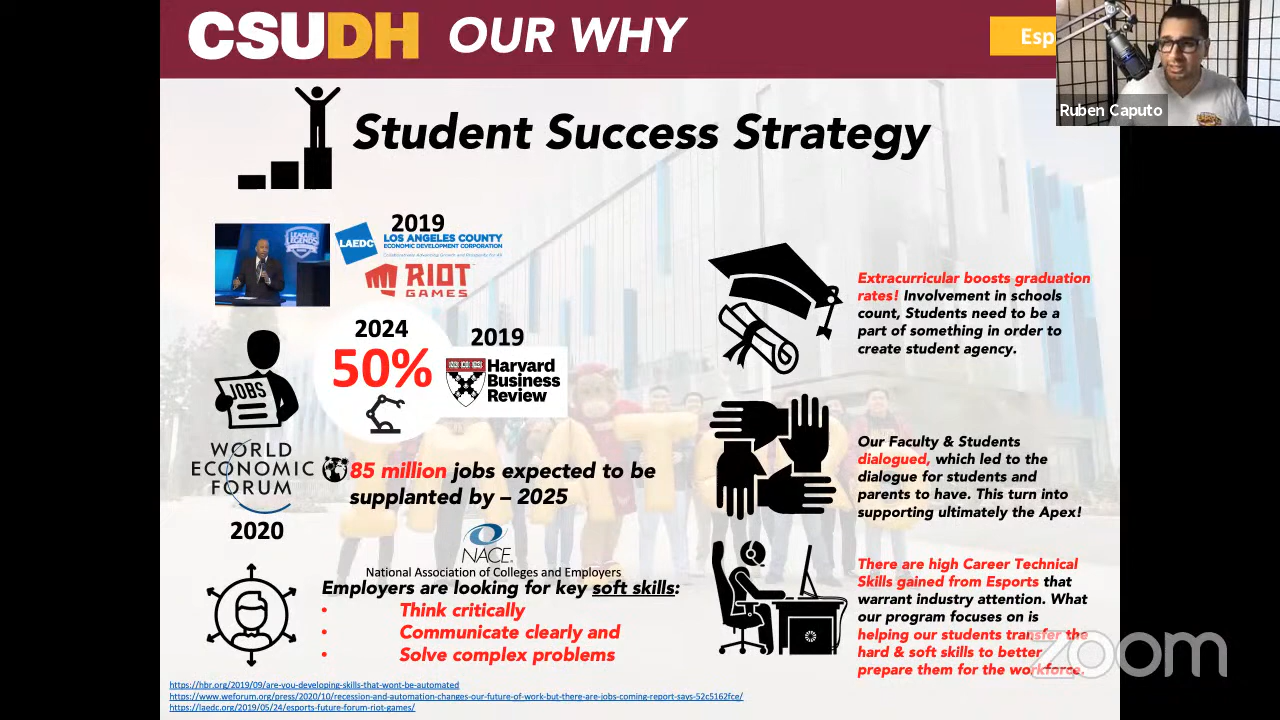 CSUDH OUR WHY
Esp
Ruben Caputo
Student Success Strategy
2019
LEAGUE
LEGENDS
LAEDC LOS ANGELES COUNTY
ECONOMIC DEVELOPMENT CORPORATION
RIOT
GAMES
2024
50%
2019
Harvard
Business
Review
JOBS
WORLD
ECONOMIC
FORUM
2020
85 million jobs expected to be
supplanted by – 2025
NACE
National Association of Colleges and Employers
Employers are looking for key soft skills:
• Think critically
• Communicate clearly and
• Solve complex problems
Extracurricular boosts graduation
rates! Involvement in schools
count, Students need to be a
part of something in order to
create student agency.
Our Faculty & Students
dialogued, which led to the
dialogue for students and
parents to have. This turn into
supporting ultimately the Apex!
There are high Career Technical
Skills gained from Esports that
warrant industry attention. What
our program focuses on is
helping our students transfer the
hard & soft skills to better
prepare them for the workforce.
zoom
https://hbr.org/2019/09/are-you-developing-skills-that-wont-be-automated
https://www.weforum.org/press/2020/10/recession-and-automation-changes-our-future-of-work-but-there-are-jobs-coming-report-says-52c5162fce/
https://laedc.org/2019/05/24/esports-future-forum-riot-games/